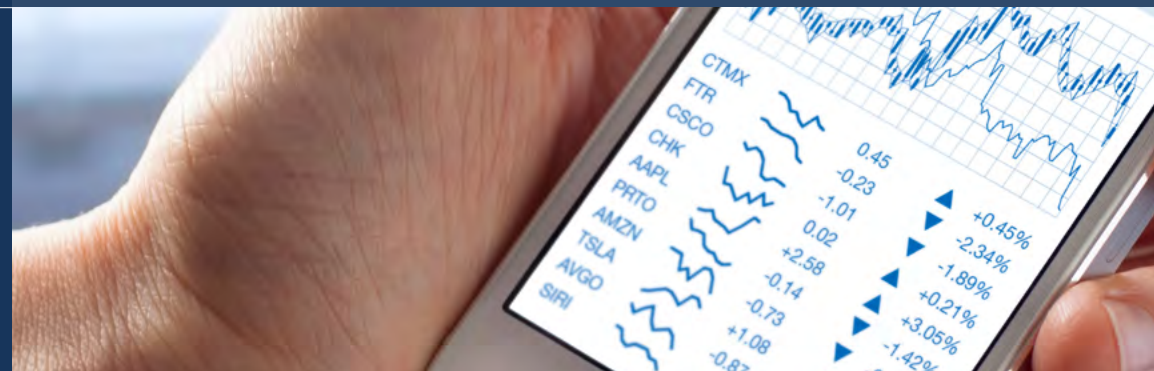 CTMX 0.45 ▲ +0.45%
FTR -0.23 ▼ -2.34%
CSCO -1.01 ▼ -1.89%
CHK 0.02 ▲ +0.21%
AAPL +2.58 ▲ +3.05%
PRTO -0.14 ▼ -1.42%
AMZN -0.73 ▼
TSLA +1.08
AVGO -0.87
SIRI